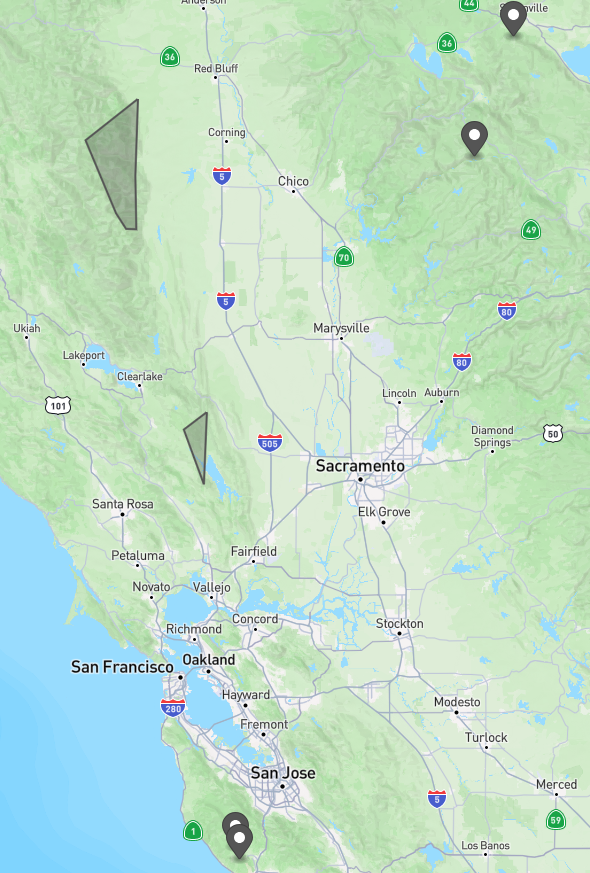 Anderson
44
36
36
Red Bluff
Corning
5
Chico
49
70
5
80
Ukiah
Marysville
Lakeport
80
Clearlake
Lincoln
Auburn
101
Diamond
Springs
50
505
Sacramento
Santa Rosa
Elk Grove
Petaluma
Fairfield
Novato
Vallejo
Concord
Richmond
Stockton
San Francisco
Oakland
280
Hayward
Modesto
Fremont
Turlock
San Jose
Merced
5
1
59
Los Banos